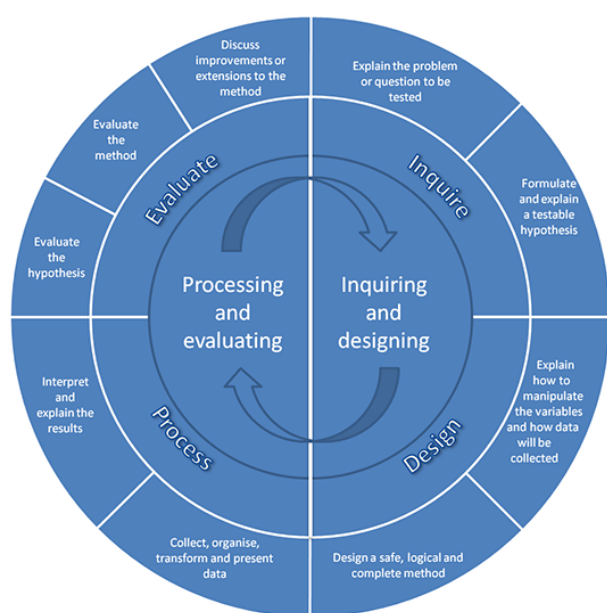 Discuss
improvements or
extensions to the
method
Explain the problem
or question to be
tested
Evaluate
the
method
Evaluate
Inquire
Formulate
and explain
a testable
hypothesis
Evaluate
the
hypothesis
Processing
and
evaluating
Inquiring
and
designing
Interpret
and
explain the
results
Process
Design
Explain
how to
manipulate
the variables
and how data
will be
collected
Collect, organise,
transform and present
data
Design a safe, logical and
complete method